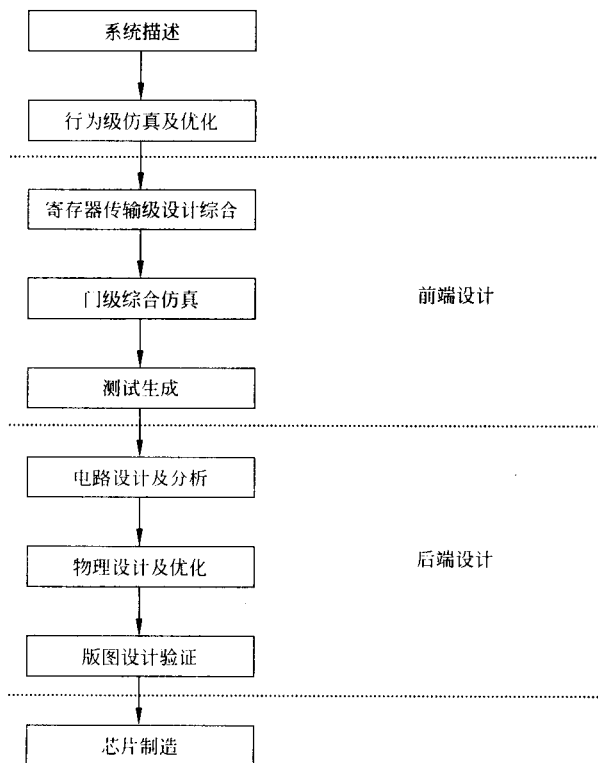 系统描述
行为级仿真及优化
寄存器传输级设计综合
门级综合仿真
前端设计
测试生成
电路设计及分析
物理设计及优化
后端设计
版图设计验证
芯片制造